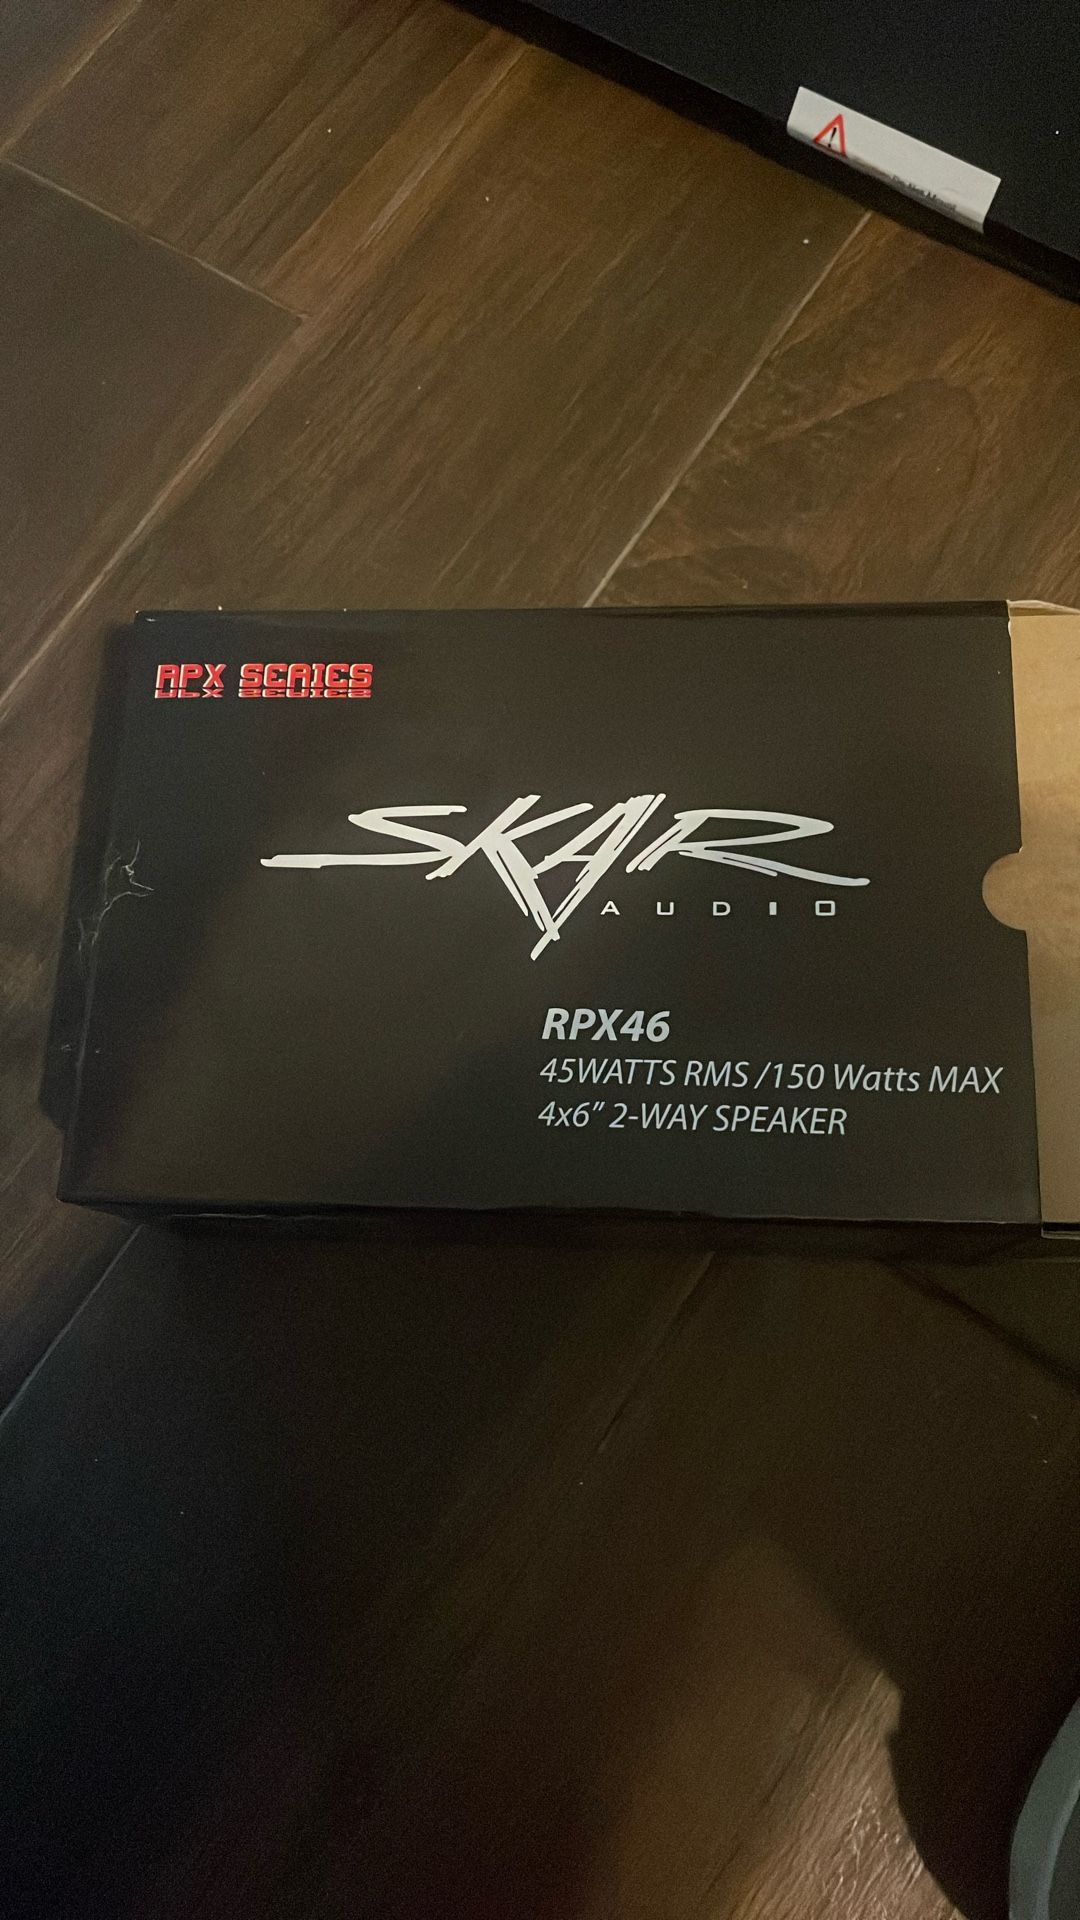 RPX SERIES
SKAR
AUDIO
RPX46
45WATTS RMS /150 Watts MAX
4x6” 2-WAY SPEAKER